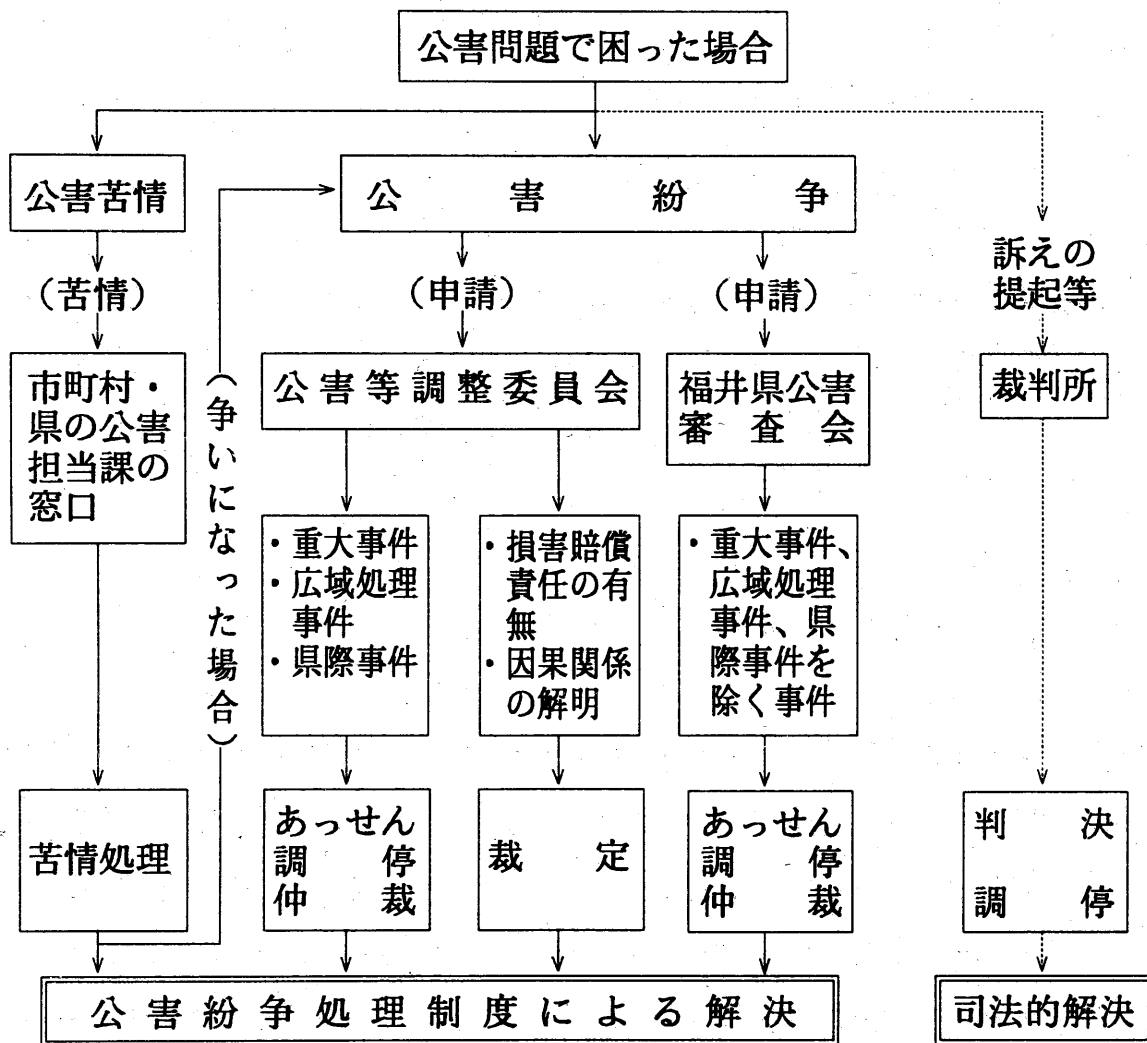 公害問題で困った場合
公害苦情
(苦情)
市町村・
県の公害
担当課の
窓口
苦情処理
(争いになった場合)
公害紛争
(申請)
公害等調整委員会
・重大事件
・広域処理
事件
・県際事件
あっせん
調停
仲裁
・損害賠償
責任の有
無
・因果関係
の解明
裁定
(申請)
福井県公害
審査会
・重大事件、
広域処理
事件、県
際事件を
除く事件
あっせん
調停
仲裁
公害紛争処理制度による解決
訴えの
提起等
裁判所
判決
調停
司法的解決